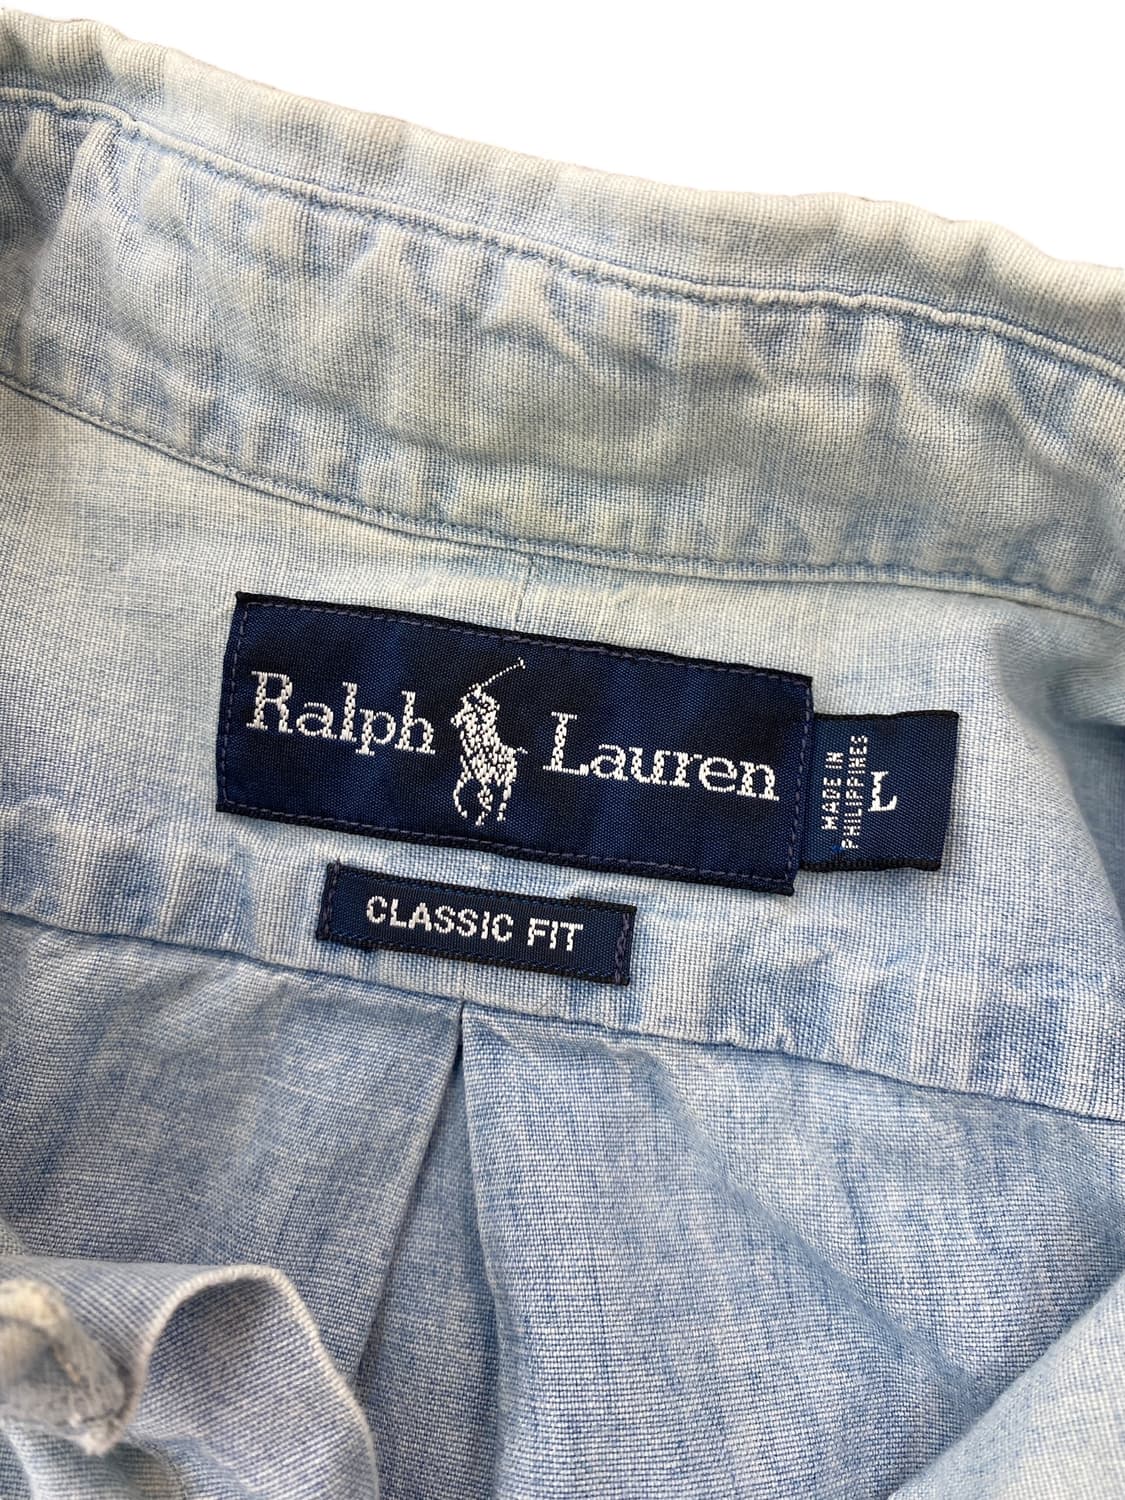 Ralph Lauren
MADE IN
PHILIPPINES
L
CLASSIC FIT